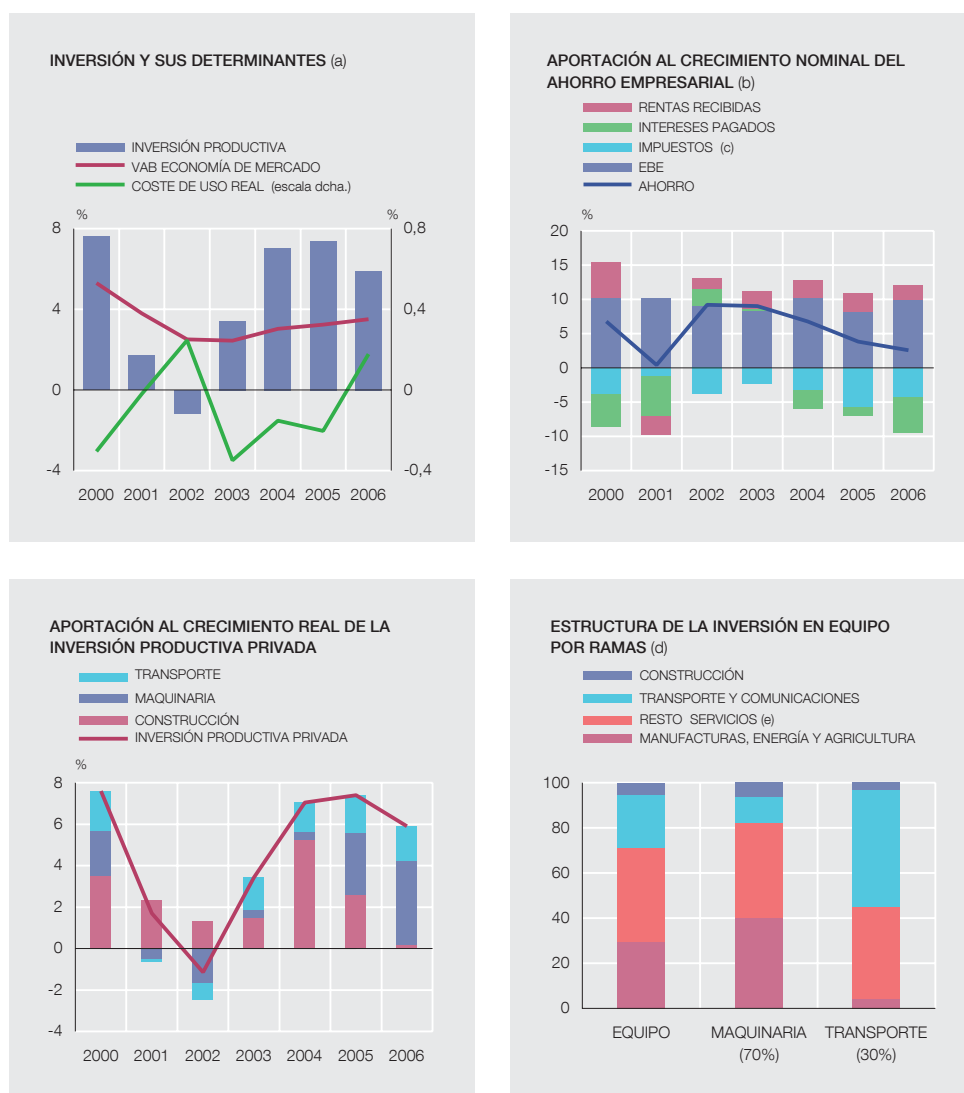 INVERSIÓN Y SUS DETERMINANTES (a)
INVERSIÓN PRODUCTIVA
VAB ECONOMÍA DE MERCADO
COSTE DE USO REAL (escala dcha.)
% %
8 0,8
4 0,4
0 0
-4 -0,4
2000 2001 2002 2003 2004 2005 2006
APORTACIÓN AL CRECIMIENTO NOMINAL DEL
AHORRO EMPRESARIAL (b)
RENTAS RECIBIDAS
INTERESES PAGADOS
IMPUESTOS (c)
EBE
AHORRO
%
20
15
10
5
0
-5
-10
-15
2000 2001 2002 2003 2004 2005 2006
APORTACIÓN AL CRECIMIENTO REAL DE LA
INVERSIÓN PRODUCTIVA PRIVADA
TRANSPORTE
MAQUINARIA
CONSTRUCCIÓN
INVERSIÓN PRODUCTIVA PRIVADA
%
8
6
4
2
0
-2
-4
2000 2001 2002 2003 2004 2005 2006
ESTRUCTURA DE LA INVERSIÓN EN EQUIPO
POR RAMAS (d)
CONSTRUCCIÓN
TRANSPORTE Y COMUNICACIONES
RESTO SERVICIOS (e)
MANUFACTURAS, ENERGÍA Y AGRICULTURA
100
80
60
40
20
0
EQUIPO MAQUINARIA TRANSPORTE
(70%) (30%)